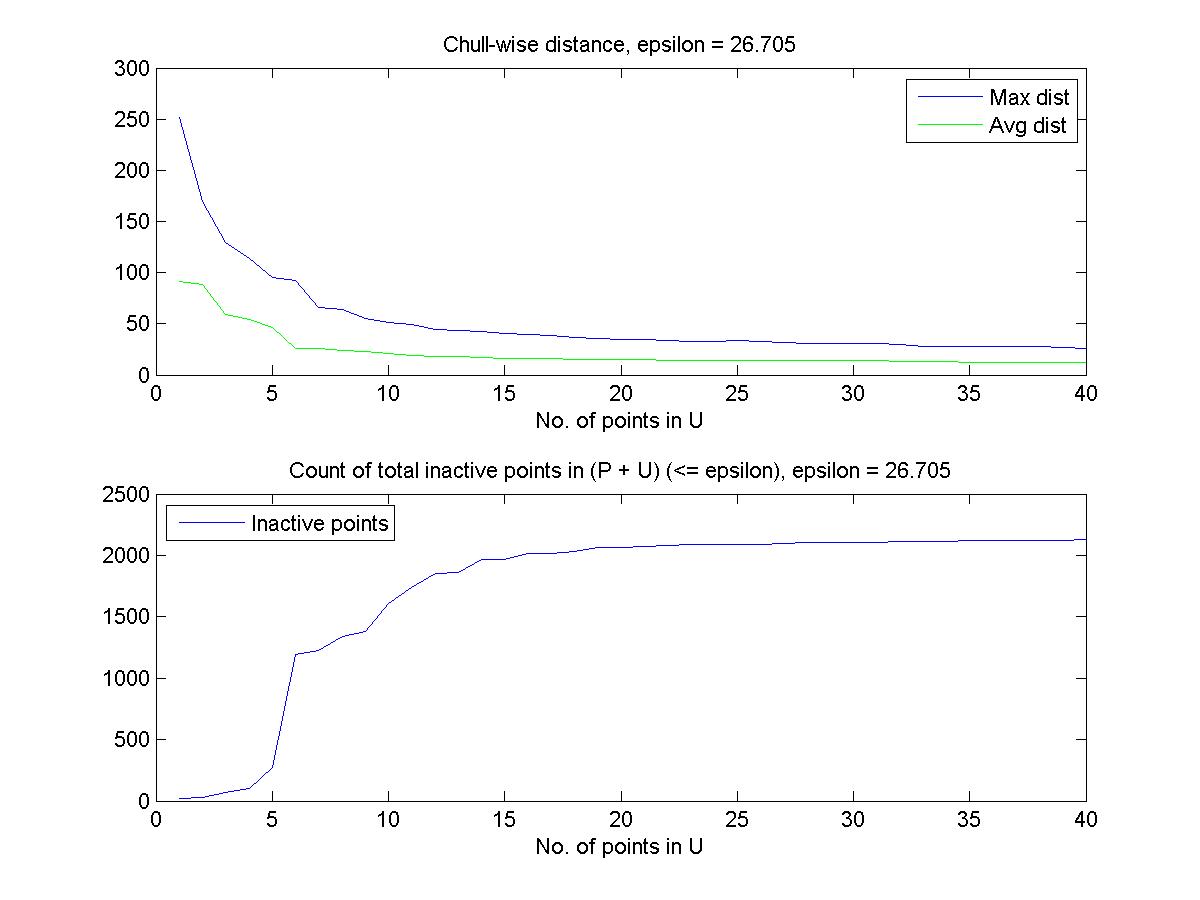 Chull-wise distance, epsilon = 26.705
300
250
200
150
100
50
0
Max dist
Avg dist
0 5 10 15 20 25 30 35 40
No. of points in U
Count of total inactive points in (P + U) (<= epsilon), epsilon = 26.705
2500
2000
1500
1000
500
0
Inactive points
0 5 10 15 20 25 30 35 40
No. of points in U